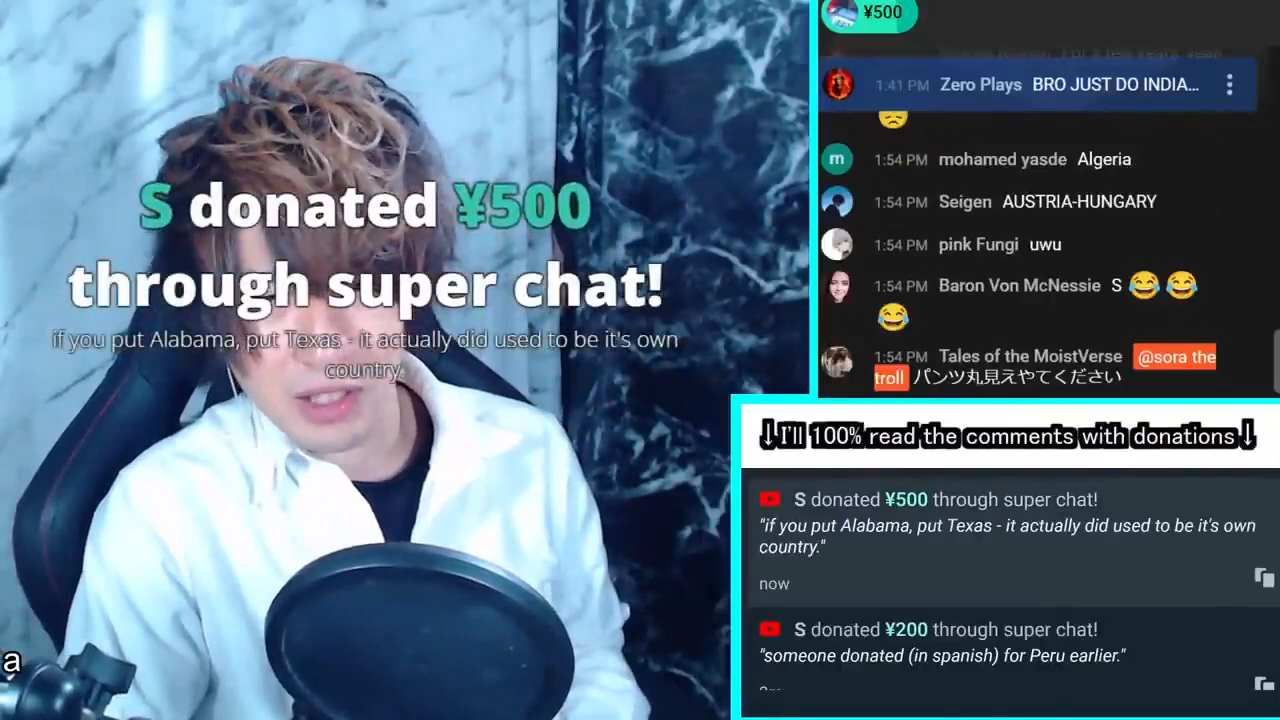 S donated ¥500
through super chat!
if you put Alabama, put Texas - it actually did used to be it's own
country.
a
¥500
1:41 PM Zero Plays BRO JUST DO INDIA...
m 1:54 PM mohamed yasde Algeria
1:54 PM Seigen AUSTRIA-HUNGARY
1:54 PM pink Fungi uwu
1:54 PM Baron Von McNessie S 😂 😂
😂
1:54 PM Tales of the MoistVerse @sora the
troll パンツ丸見えやてください
↓I'll 100% read the comments with donations↓
S donated ¥500 through super chat!
"if you put Alabama, put Texas - it actually did used to be it's own
country."
now
S donated ¥200 through super chat!
"someone donated (in spanish) for Peru earlier."